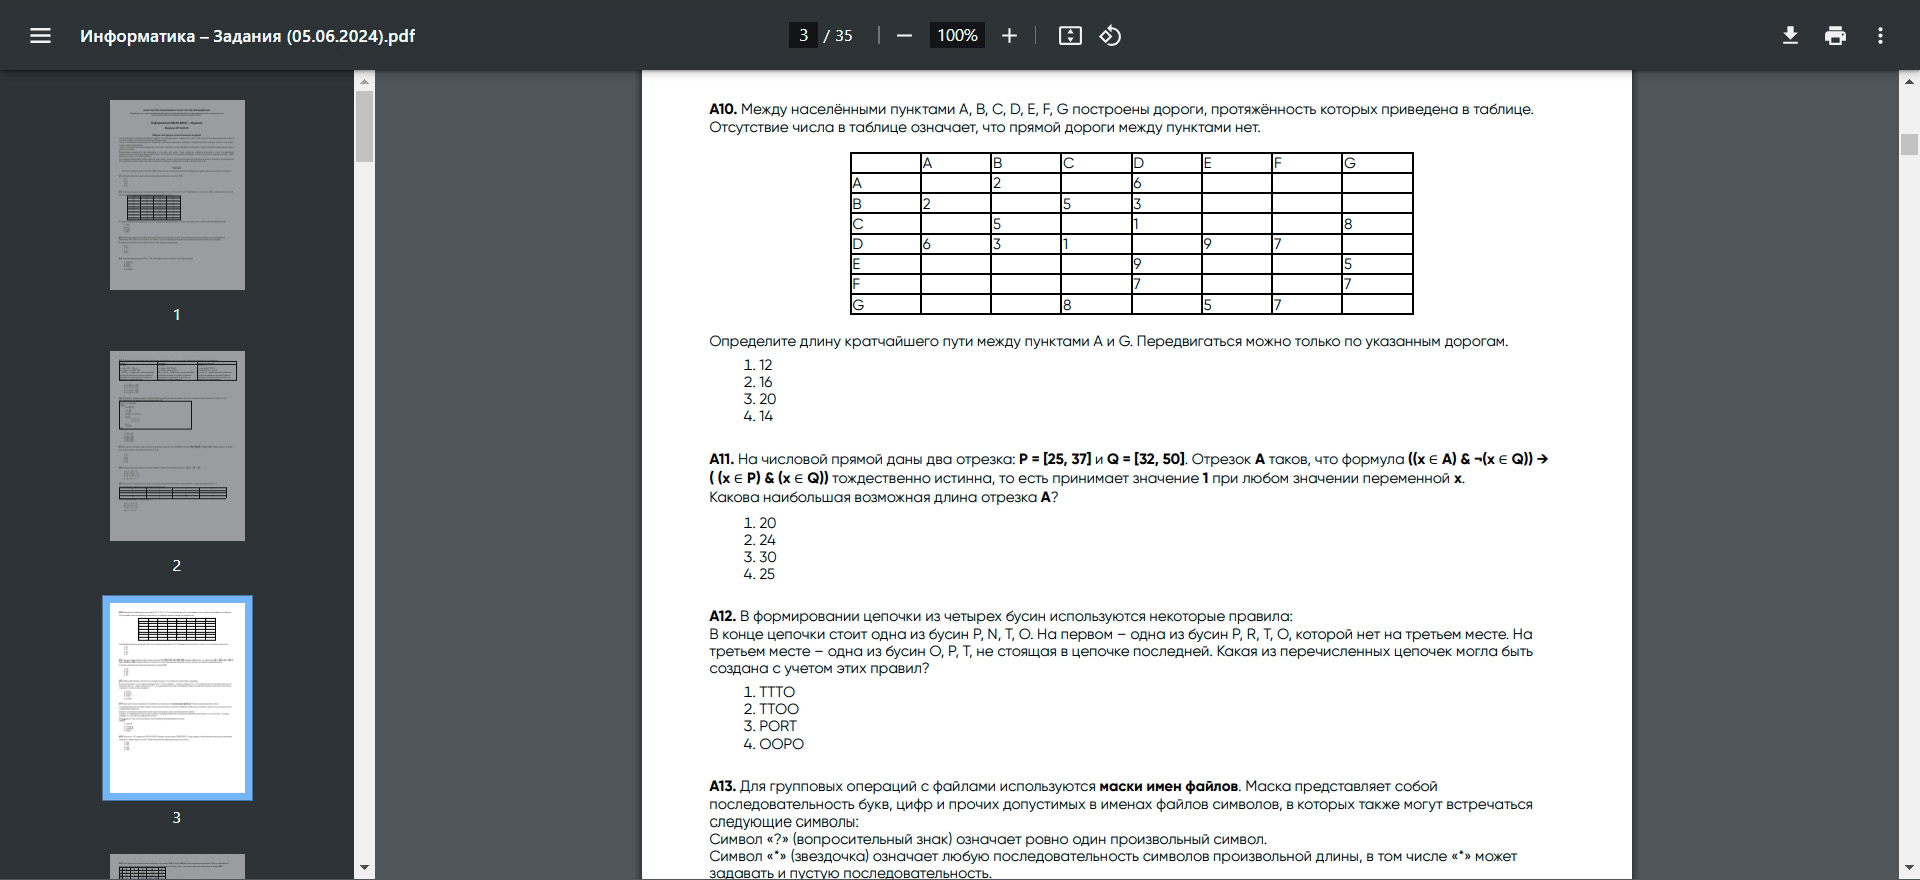 Информатика – Задания (05.06.2024).pdf
3 / 35
100%
1
2
3
A10. Между населёнными пунктами A, B, C, D, E, F, G построены дороги, протяжённость которых приведена в таблице.
Отсутствие числа в таблице означает, что прямой дороги между пунктами нет.
A B C D E F G
A 2 6
B 2 5 3
C 5 1 8
D 6 3 1 9 7
E 9 5
F 7 7
G 8 5 7
Определите длину кратчайшего пути между пунктами A и G. Передвигаться можно только по указанным дорогам.
1. 12
2. 16
3. 20
4. 14
A11. На числовой прямой даны два отрезка: P = [25, 37] и Q = [32, 50]. Отрезок A таков, что формула ((x ∈ A) & ¬(x ∈ Q)) →
( (x ∈ P) & (x ∈ Q)) тождественно истинна, то есть принимает значение 1 при любом значении переменной x.
Какова наибольшая возможная длина отрезка A?
1. 20
2. 24
3. 30
4. 25
A12. В формировании цепочки из четырех бусин используются некоторые правила:
В конце цепочки стоит одна из бусин P, N, T, O. На первом – одна из бусин P, R, T, O, которой нет на третьем месте. На
третьем месте – одна из бусин O, P, T, не стоящая в цепочке последней. Какая из перечисленных цепочек могла быть
создана с учетом этих правил?
1. TTTO
2. TTOO
3. PORT
4. OOPO
A13. Для групповых операций с файлами используются маски имен файлов. Маска представляет собой
последовательность букв, цифр и прочих допустимых в именах файлов символов, в которых также могут встречаться
следующие символы:
Символ «?» (вопросительный знак) означает ровно один произвольный символ.
Символ «*» (звездочка) означает любую последовательность символов произвольной длины, в том числе «*» может
задавать и пустую последовательность.